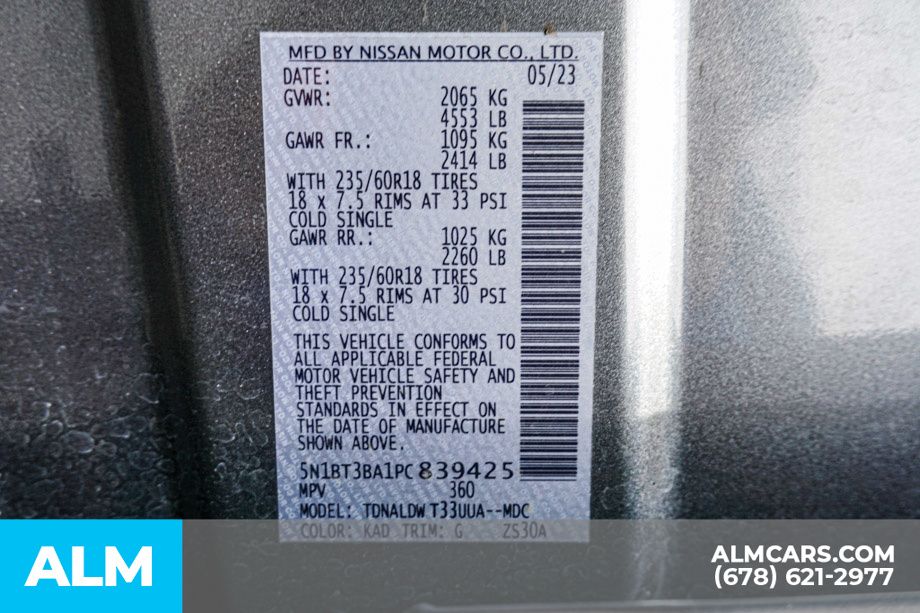 MFD BY NISSAN MOTOR CO., LTD.
DATE: 05/23
GVWR: 2065 KG
4553 LB
GAWR FR.: 1095 KG
2414 LB
WITH 235/60R18 TIRES
18 x 7.5 RIMS AT 33 PSI
COLD SINGLE
GAWR RR.: 1025 KG
2260 LB
WITH 235/60R18 TIRES
18 x 7.5 RIMS AT 30 PSI
COLD SINGLE
THIS VEHICLE CONFORMS TO
ALL APPLICABLE FEDERAL
MOTOR VEHICLE SAFETY AND
THEFT PREVENTION
STANDARDS IN EFFECT ON
THE DATE OF MANUFACTURE
SHOWN ABOVE.
5N1BT3BA1PC839425
MPV 360
MODEL: TDNALDWT33UUA--MDC
COLOR: KAD TRIM: G ZS30A
ALM
ALMCARS.COM
(678) 621-2977